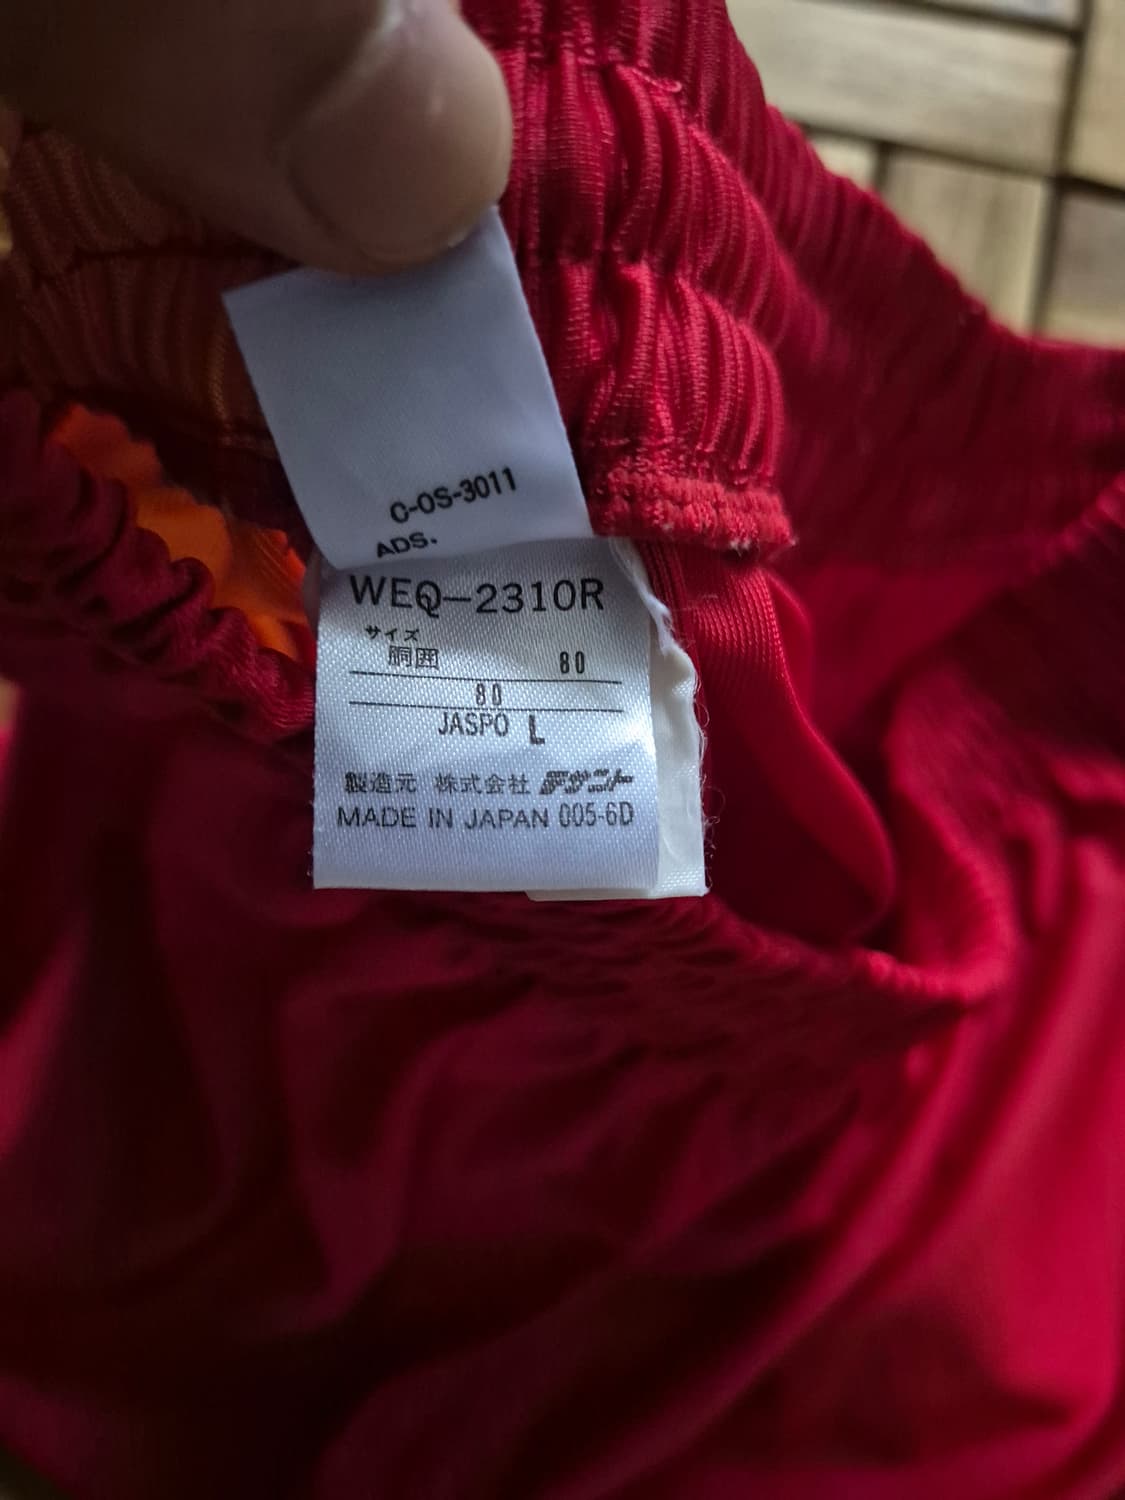 C-OS-3011
ADS.
WEQ-2310R
サイズ
胴囲 80
80
JASPO L
製造元 株式会社 デサント
MADE IN JAPAN 005-6D